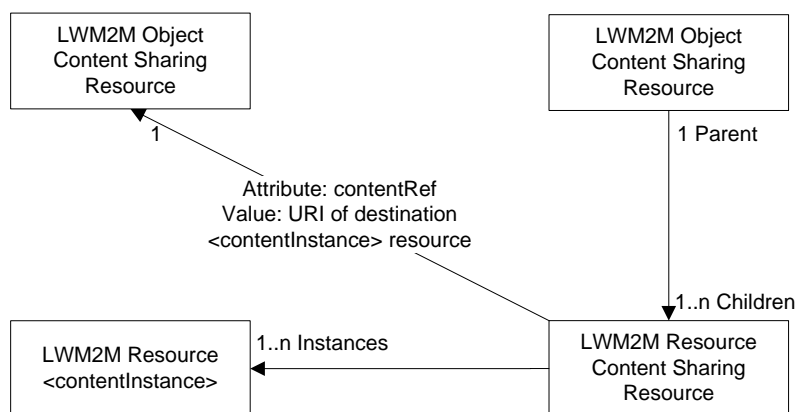 LWM2M Object
Content Sharing
Resource
LWM2M Object
Content Sharing
Resource
1
1 Parent
Attribute: contentRef
Value: URI of destination
<contentInstance> resource
1..n Children
1..n Instances
LWM2M Resource
<contentInstance>
LWM2M Resource
Content Sharing
Resource